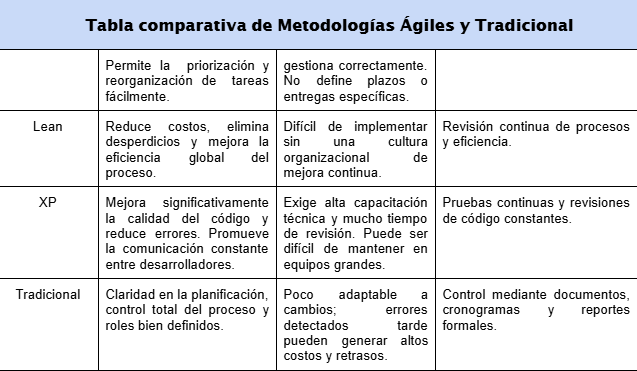 Tabla comparativa de Metodologías Ágiles y Tradicional
Permite la priorización y
reorganización de tareas
fácilmente.
gestiona correctamente.
No define plazos o
entregas específicas.
Lean
Reduce costos, elimina
desperdicios y mejora la
eficiencia global del
proceso.
Difícil de implementar
sin una cultura
organizacional de
mejora continua.
Revisión continua de procesos
y eficiencia.
XP
Mejora significativamente
la calidad del código y
reduce errores. Promueve
la comunicación constante
entre desarrolladores.
Exige alta capacitación
técnica y mucho tiempo
de revisión. Puede ser
difícil de mantener en
equipos grandes.
Pruebas continuas y revisiones
de código constantes.
Tradicional
Claridad en la planificación,
control total del proceso y
roles bien definidos.
Poco adaptable a
cambios; errores
detectados tarde
pueden generar altos
costos y retrasos.
Control mediante documentos,
cronogramas y reportes
formales.